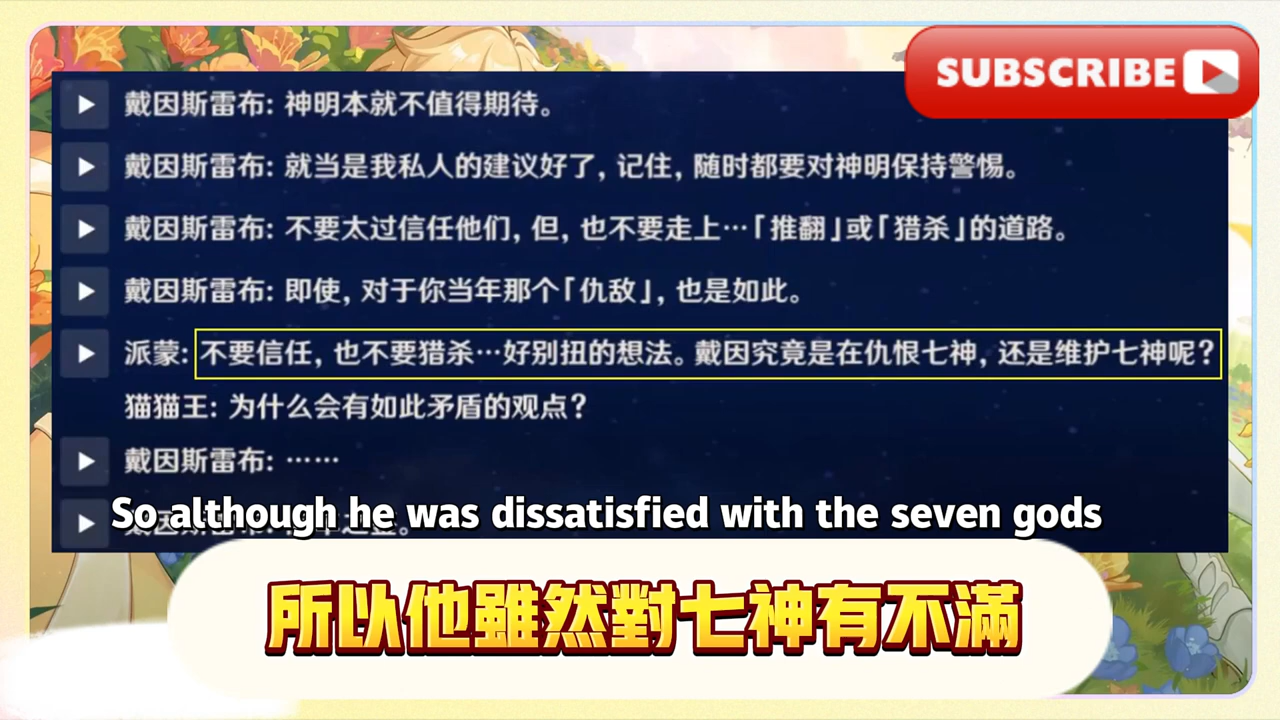 SUBSCRIBE
戴因斯雷布: 神明本就不值得期待。
戴因斯雷布: 就当是我私人的建议好了, 记住, 随时都要对神明保持警惕。
戴因斯雷布: 不要太过信任他们, 但, 也不要走上…「推翻」或「猎杀」的道路。
戴因斯雷布: 即使, 对于你当年那个「仇敌」, 也是如此。
派蒙: 不要信任, 也不要猎杀…好别扭的想法。戴因究竟是在仇恨七神, 还是维护七神呢?
猫猫王: 为什么会有如此矛盾的观点?
戴因斯雷布: ……
So although he was dissatisfied with the seven gods
所以他雖然對七神有不滿